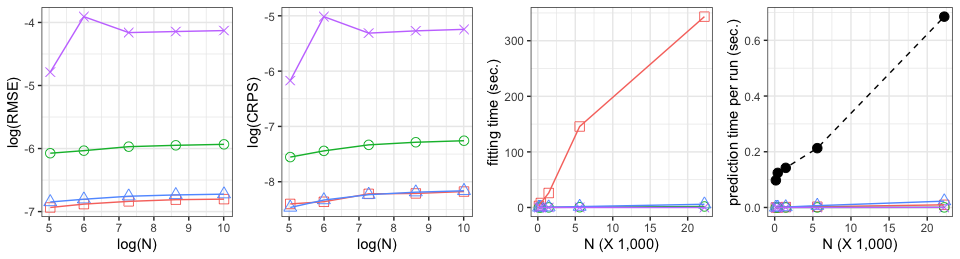 log(RMSE)
-4
-5
-6
-7
5 6 7 8 9 10
log(N)
log(CRPS)
-5
-6
-7
-8
5 6 7 8 9 10
log(N)
fitting time (sec.)
300
200
100
0
0 5 10 15 20
N (X 1,000)
prediction time per run (sec.)
0.6
0.4
0.2
0.0
0 5 10 15 20
N (X 1,000)